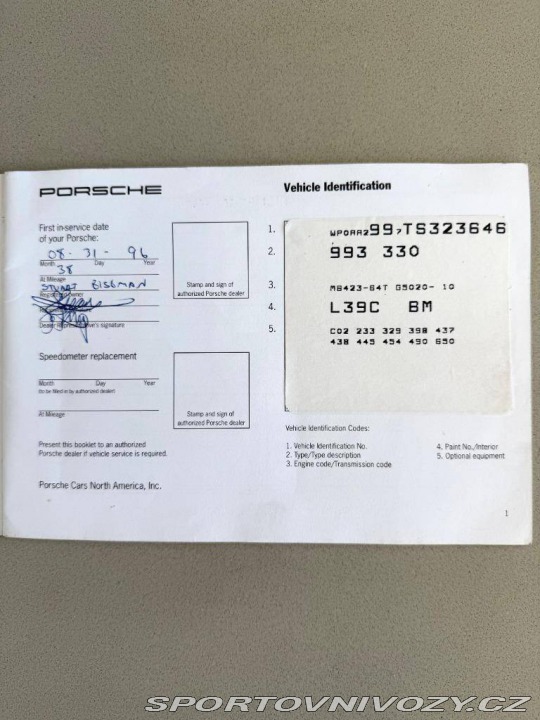 PORSCHE
First in-service date
of your Porsche:
08 - 31 - 96
Month Day Year
38
At Mileage
STUART
Stamp and sign of
authorized Porsche dealer
Dealer representative's signature
Speedometer replacement
Month Day Year
(to be filled in by authorized dealer)
At Mileage
Stamp and sign of
authorized Porsche dealer
Present this booklet to an authorized
Porsche dealer if vehicle service is required.
Porsche Cars North America, Inc.
Vehicle Identification
1. WP0AA2997TS323646
2. 993 330
3. M6423-64T G5020- 10
4. L39C BM
5. C02 233 329 398 437
438 445 454 490 650
Vehicle Identification Codes:
1. Vehicle Identification No.
2. Type/Type description
3. Engine code/Transmission code
4. Paint No./Interior
5. Optional equipment
1
SPORTOVNIVOZY.CZ